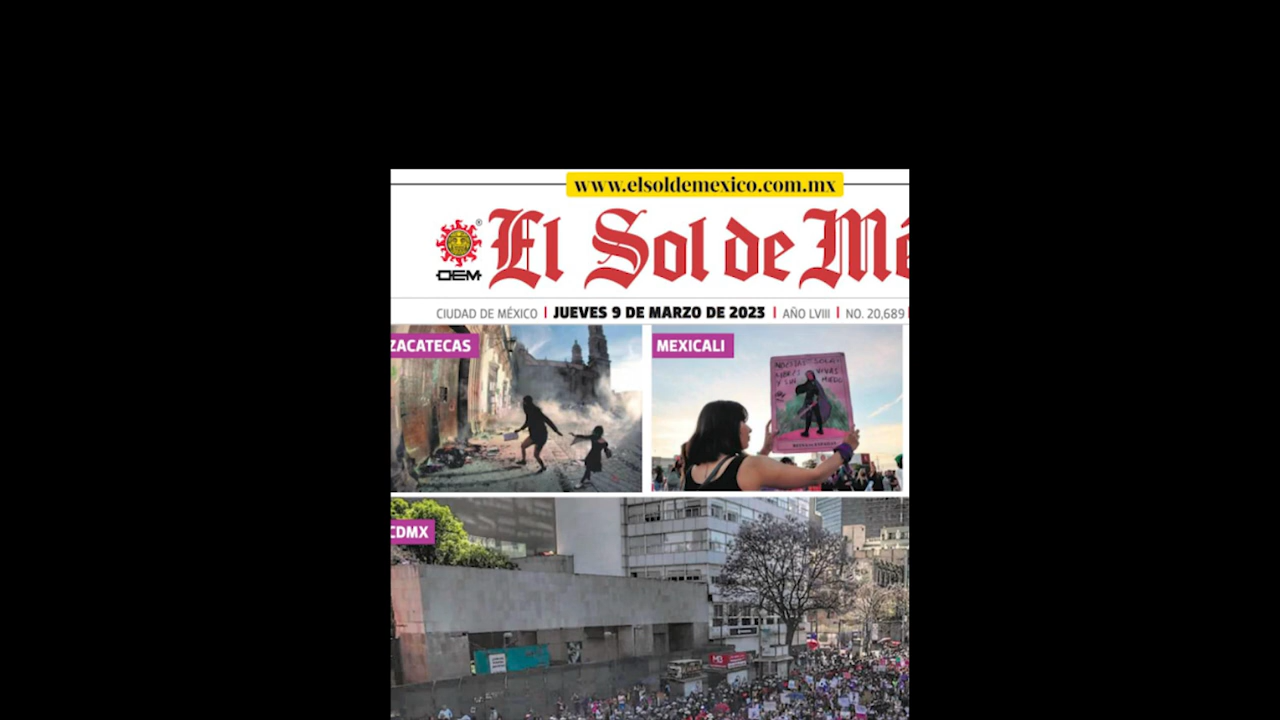 www.elsoldemexico.com.mx
El Sol de Mé
OEM
CIUDAD DE MÉXICO | JUEVES 9 DE MARZO DE 2023 | AÑO LVIII | NO. 20,689
ZACATECAS
MEXICALI
CDMX